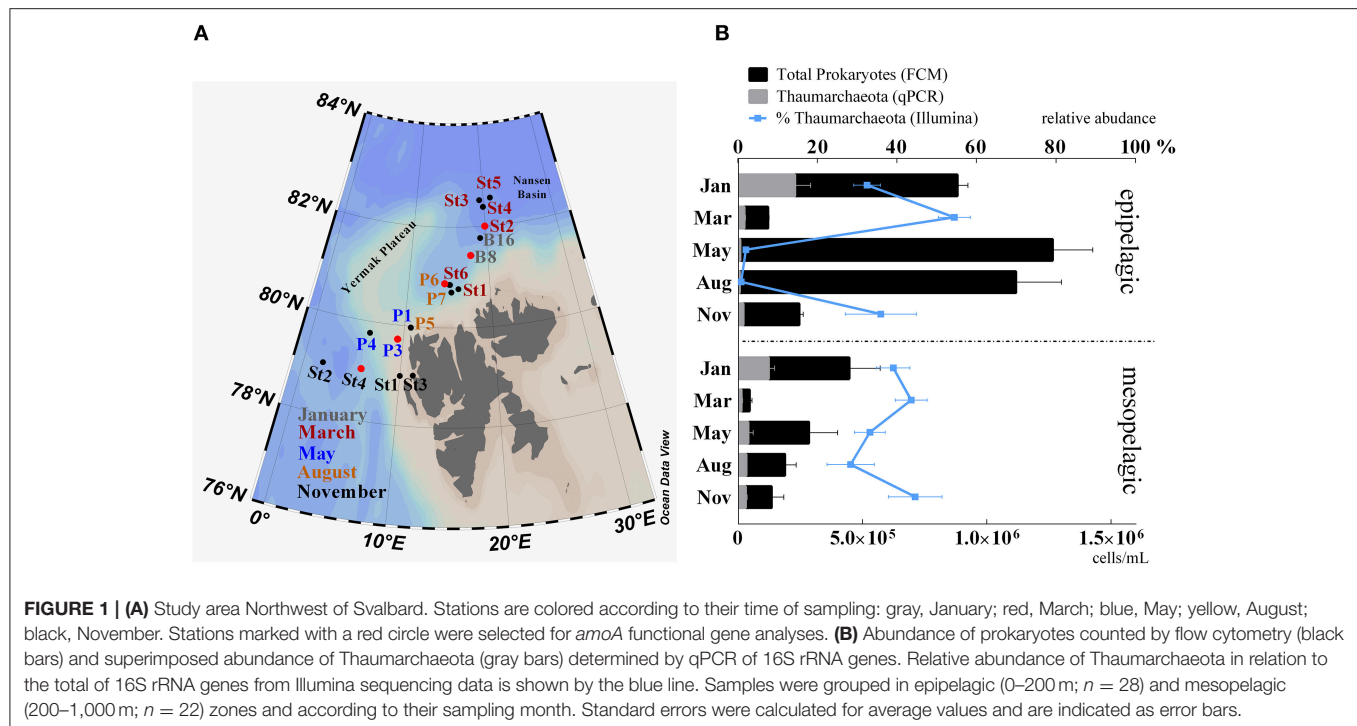 A
B
84°N
82°N
80°N
78°N
76°N
0°
10°E
20°E
30°E
Yermak Plateau
Nansen
Basin
St5
St3
St4
St2
B16
B8
St6
P6
P7
St1
P1
P5
P4
P3
St2
St4
St1
St3
January
March
May
August
November
Ocean Data View
Total Prokaryotes (FCM)
Thaumarchaeota (qPCR)
% Thaumarchaeota (Illumina)
relative abudance
0 20 40 60 80 100 %
Jan
Mar
May
Aug
Nov
epipelagic
Jan
Mar
May
Aug
Nov
mesopelagic
0 5.0×10⁵ 1.0×10⁶ 1.5×10⁶
cells/mL
FIGURE 1 | (A) Study area Northwest of Svalbard. Stations are colored according to their time of sampling: gray, January; red, March; blue, May; yellow, August;
black, November. Stations marked with a red circle were selected for amoA functional gene analyses. (B) Abundance of prokaryotes counted by flow cytometry (black
bars) and superimposed abundance of Thaumarchaeota (gray bars) determined by qPCR of 16S rRNA genes. Relative abundance of Thaumarchaeota in relation to
the total of 16S rRNA genes from Illumina sequencing data is shown by the blue line. Samples were grouped in epipelagic (0–200 m; n = 28) and mesopelagic
(200–1,000 m; n = 22) zones and according to their sampling month. Standard errors were calculated for average values and are indicated as error bars.